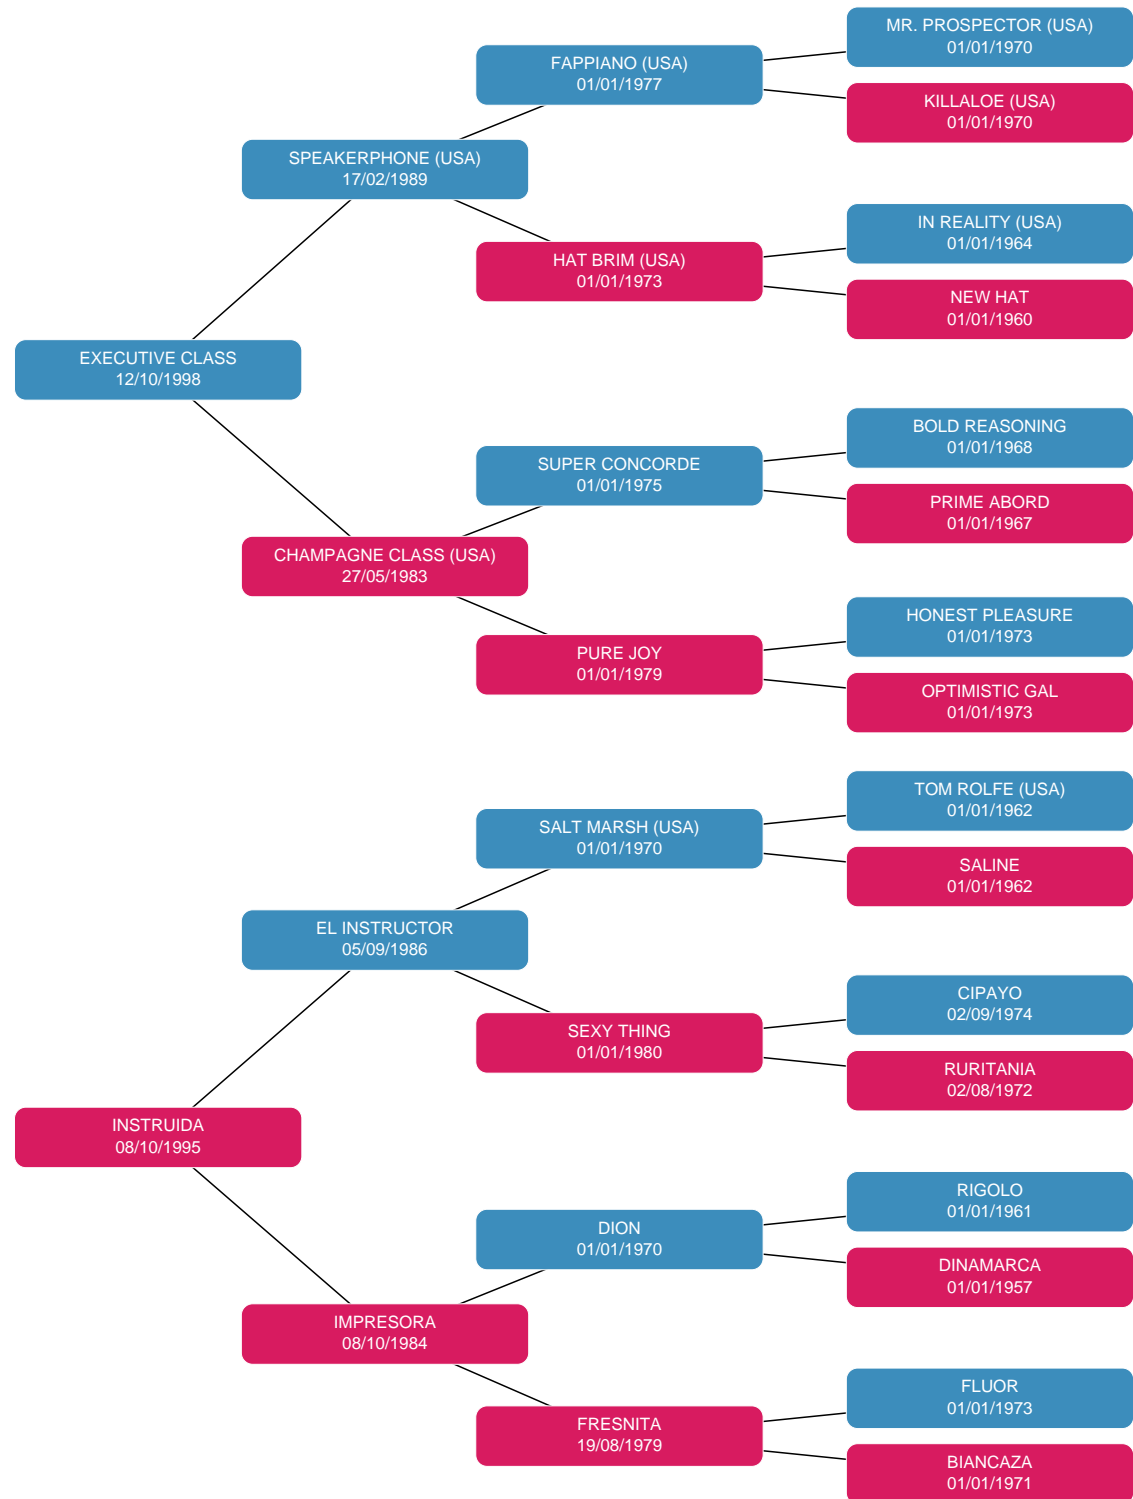 MR. PROSPECTOR (USA)
01/01/1970
FAPPIANO (USA)
01/01/1977
KILLALOE (USA)
01/01/1970
SPEAKERPHONE (USA)
17/02/1989
IN REALITY (USA)
01/01/1964
HAT BRIM (USA)
01/01/1973
NEW HAT
01/01/1960
EXECUTIVE CLASS
12/10/1998
BOLD REASONING
01/01/1968
SUPER CONCORDE
01/01/1975
PRIME ABORD
01/01/1967
CHAMPAGNE CLASS (USA)
27/05/1983
HONEST PLEASURE
01/01/1973
PURE JOY
01/01/1979
OPTIMISTIC GAL
01/01/1973
TOM ROLFE (USA)
01/01/1962
SALT MARSH (USA)
01/01/1970
SALINE
01/01/1962
EL INSTRUCTOR
05/09/1986
CIPAYO
02/09/1974
SEXY THING
01/01/1980
RURITANIA
02/08/1972
INSTRUIDA
08/10/1995
RIGOLO
01/01/1961
DION
01/01/1970
DINAMARCA
01/01/1957
IMPRESORA
08/10/1984
FLUOR
01/01/1973
FRESNITA
19/08/1979
BIANCAZA
01/01/1971